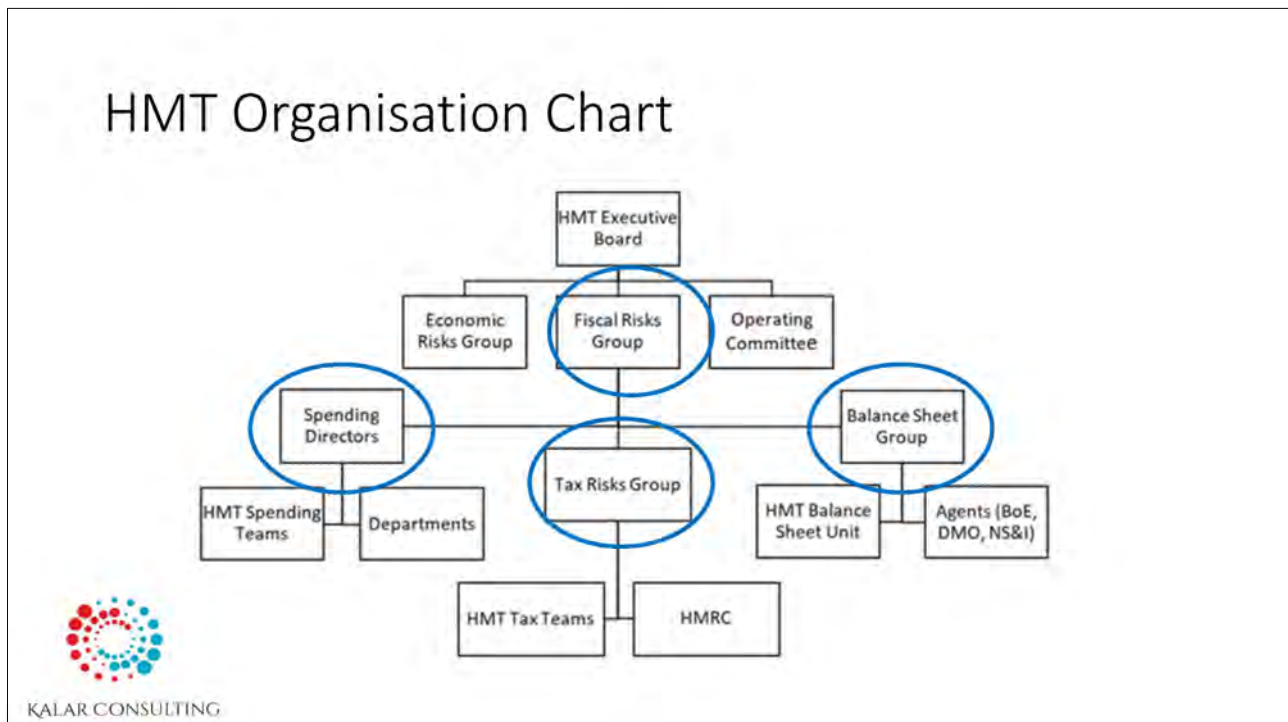 HMT Organisation Chart
HMT Executive
Board
Economic
Risks Group
Fiscal Risks
Group
Operating
Committee
Spending
Directors
Balance Sheet
Group
Tax Risks Group
HMT Spending
Teams
Departments
HMT Balance
Sheet Unit
Agents (BoE,
DMO, NS&I)
HMT Tax Teams
HMRC
KALAR CONSULTING